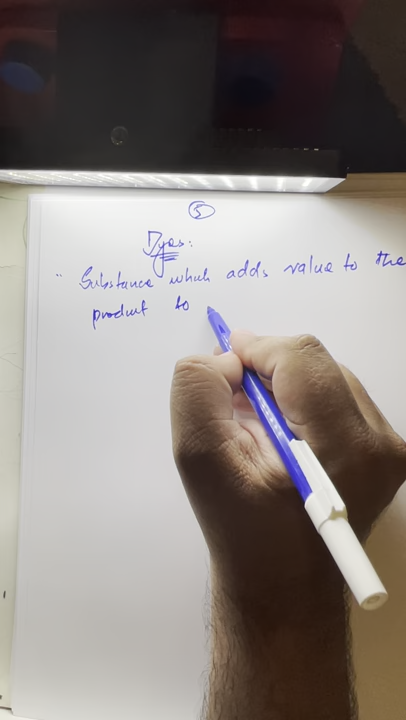 5
Dyes:
" Substance which adds value to the
product to